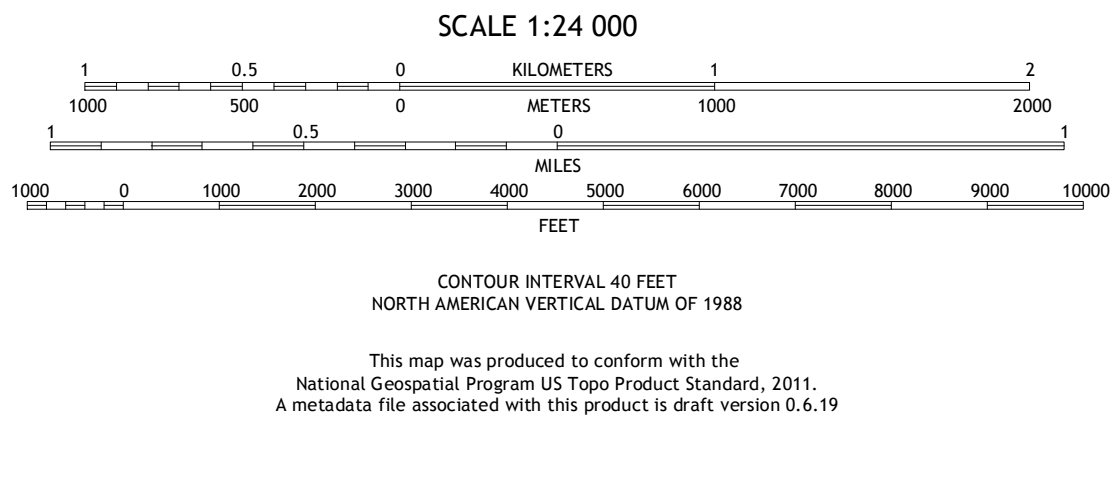 SCALE 1:24 000
1 0.5 0 KILOMETERS 1 2
1000 500 0 METERS 1000 2000
1 0.5 0 1
MILES
1000 0 1000 2000 3000 4000 5000 6000 7000 8000 9000 10000
FEET
CONTOUR INTERVAL 40 FEET
NORTH AMERICAN VERTICAL DATUM OF 1988
This map was produced to conform with the
National Geospatial Program US Topo Product Standard, 2011.
A metadata file associated with this product is draft version 0.6.19